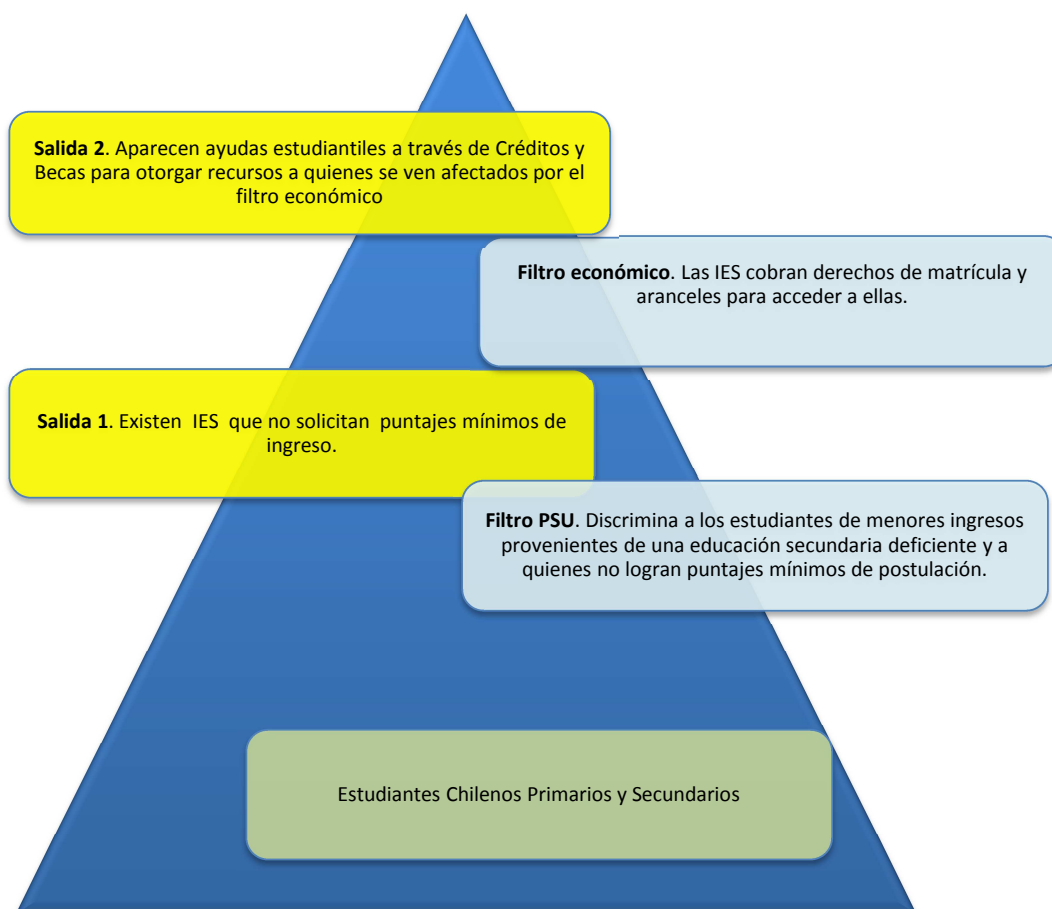 Salida 2. Aparecen ayudas estudiantiles a través de Créditos y
Becas para otorgar recursos a quienes se ven afectados por el
filtro económico
Filtro económico. Las IES cobran derechos de matrícula y
aranceles para acceder a ellas.
Salida 1. Existen IES que no solicitan puntajes mínimos de
ingreso.
Filtro PSU. Discrimina a los estudiantes de menores ingresos
provenientes de una educación secundaria deficiente y a
quienes no logran puntajes mínimos de postulación.
Estudiantes Chilenos Primarios y Secundarios